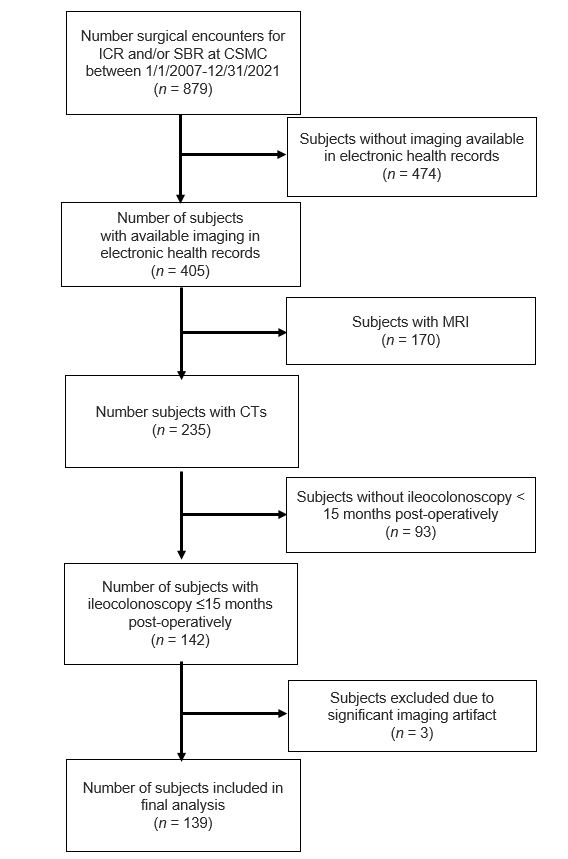 Number surgical encounters for
ICR and/or SBR at CSMC
between 1/1/2007-12/31/2021
(n = 879)
Subjects without imaging available
in electronic health records
(n = 474)
Number of subjects
with available imaging in
electronic health records
(n = 405)
Subjects with MRI
(n = 170)
Number subjects with CTs
(n = 235)
Subjects without ileocolonoscopy <
15 months post-operatively
(n = 93)
Number of subjects with
ileocolonoscopy ≤15 months
post-operatively
(n = 142)
Subjects excluded due to
significant imaging artifact
(n = 3)
Number of subjects included in
final analysis
(n = 139)